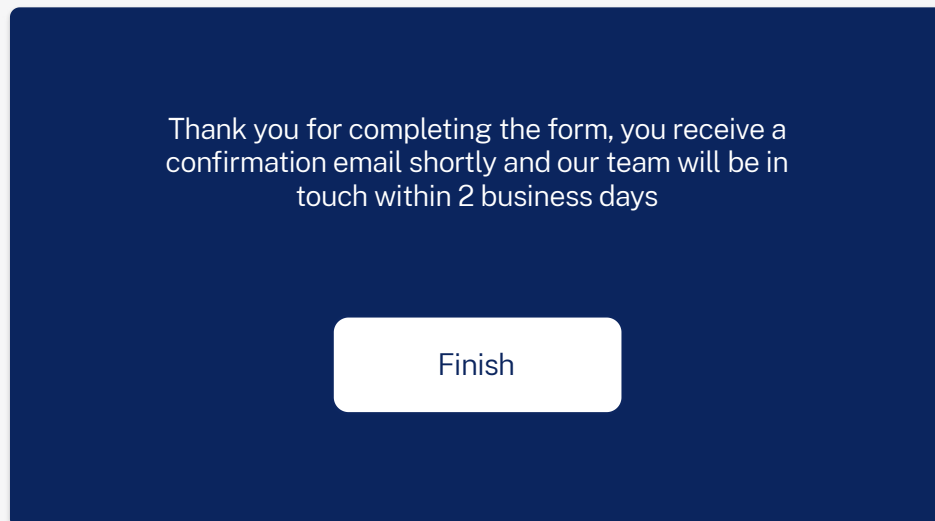 Thank you for completing the form, you receive a
confirmation email shortly and our team will be in
touch within 2 business days
Finish